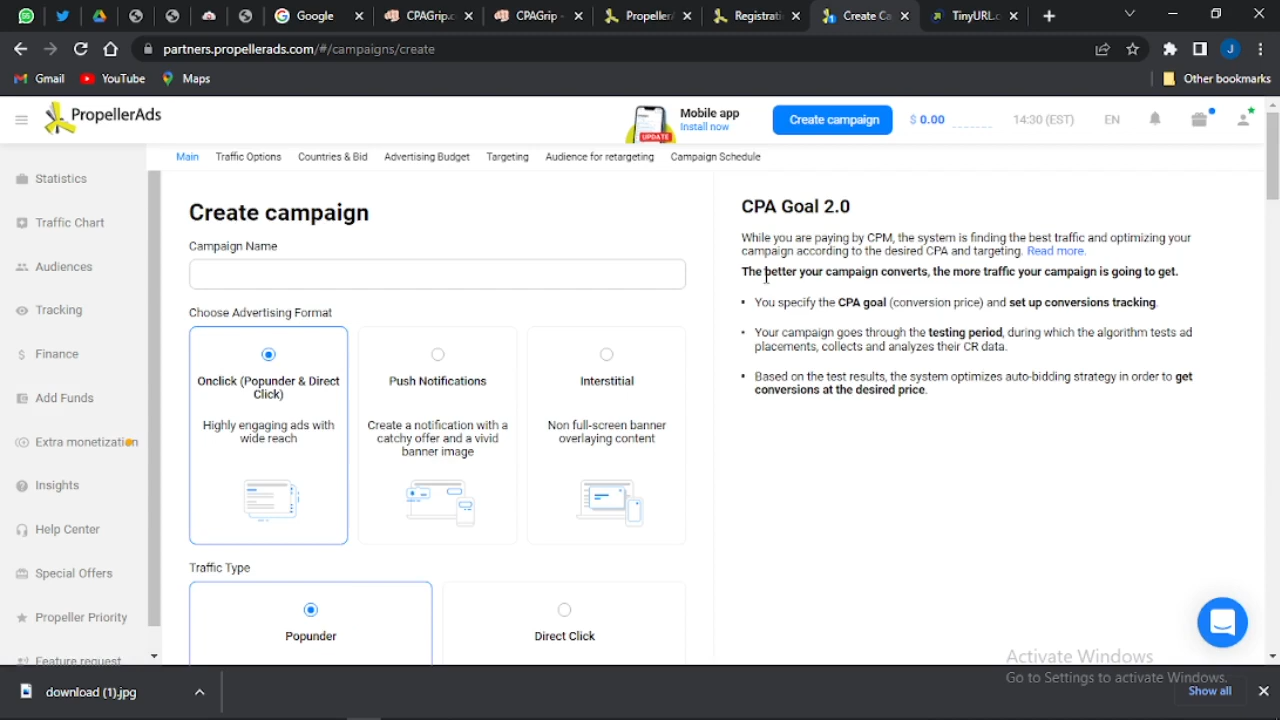 Google
CPAGrip.c
CPAGrip -
Propeller
Registrati
Create Ca
TinyURL.c
partners.propellerads.com/#/campaigns/create
J
Gmail
YouTube
Maps
Other bookmarks
PropellerAds
UPDATE
Mobile app
Install now
Create campaign
$ 0.00
14:30 (EST)
EN
Main
Traffic Options
Countries & Bid
Advertising Budget
Targeting
Audience for retargeting
Campaign Schedule
Statistics
Traffic Chart
Audiences
Tracking
Finance
Add Funds
Extra monetization
Insights
Help Center
Special Offers
Propeller Priority
Feature request
Create campaign
Campaign Name
Choose Advertising Format
Onclick (Popunder & Direct
Click)
Highly engaging ads with
wide reach
Push Notifications
Create a notification with a
catchy offer and a vivid
banner image
Interstitial
Non full-screen banner
overlaying content
Traffic Type
Popunder
Direct Click
CPA Goal 2.0
While you are paying by CPM, the system is finding the best traffic and optimizing your
campaign according to the desired CPA and targeting. Read more.
The better your campaign converts, the more traffic your campaign is going to get.
• You specify the CPA goal (conversion price) and set up conversions tracking.
• Your campaign goes through the testing period, during which the algorithm tests ad
placements, collects and analyzes their CR data.
• Based on the test results, the system optimizes auto-bidding strategy in order to get
conversions at the desired price.
Activate Windows
Go to Settings to activate Windows.
download (1).jpg
Show all